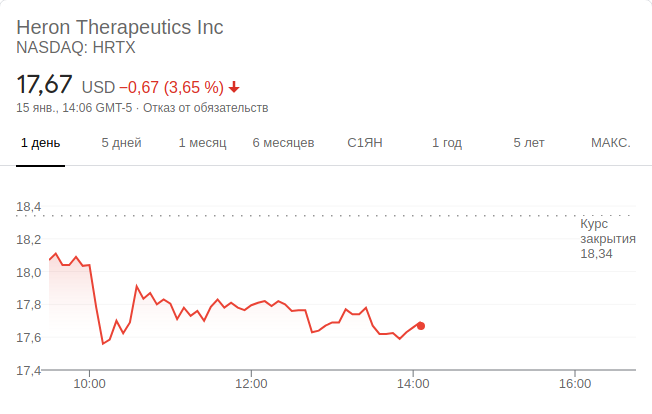 Heron Therapeutics Inc
NASDAQ: HRTX
17,67 USD −0,67 (3,65 %)
15 янв., 14:06 GMT-5 · Отказ от обязательств
1 день 5 дней 1 месяц 6 месяцев С1ЯН 1 год 5 лет МАКС.
18,4
Курс
закрытия
18,34
18,2
18,0
17,8
17,6
17,4
10:00 12:00 14:00 16:00